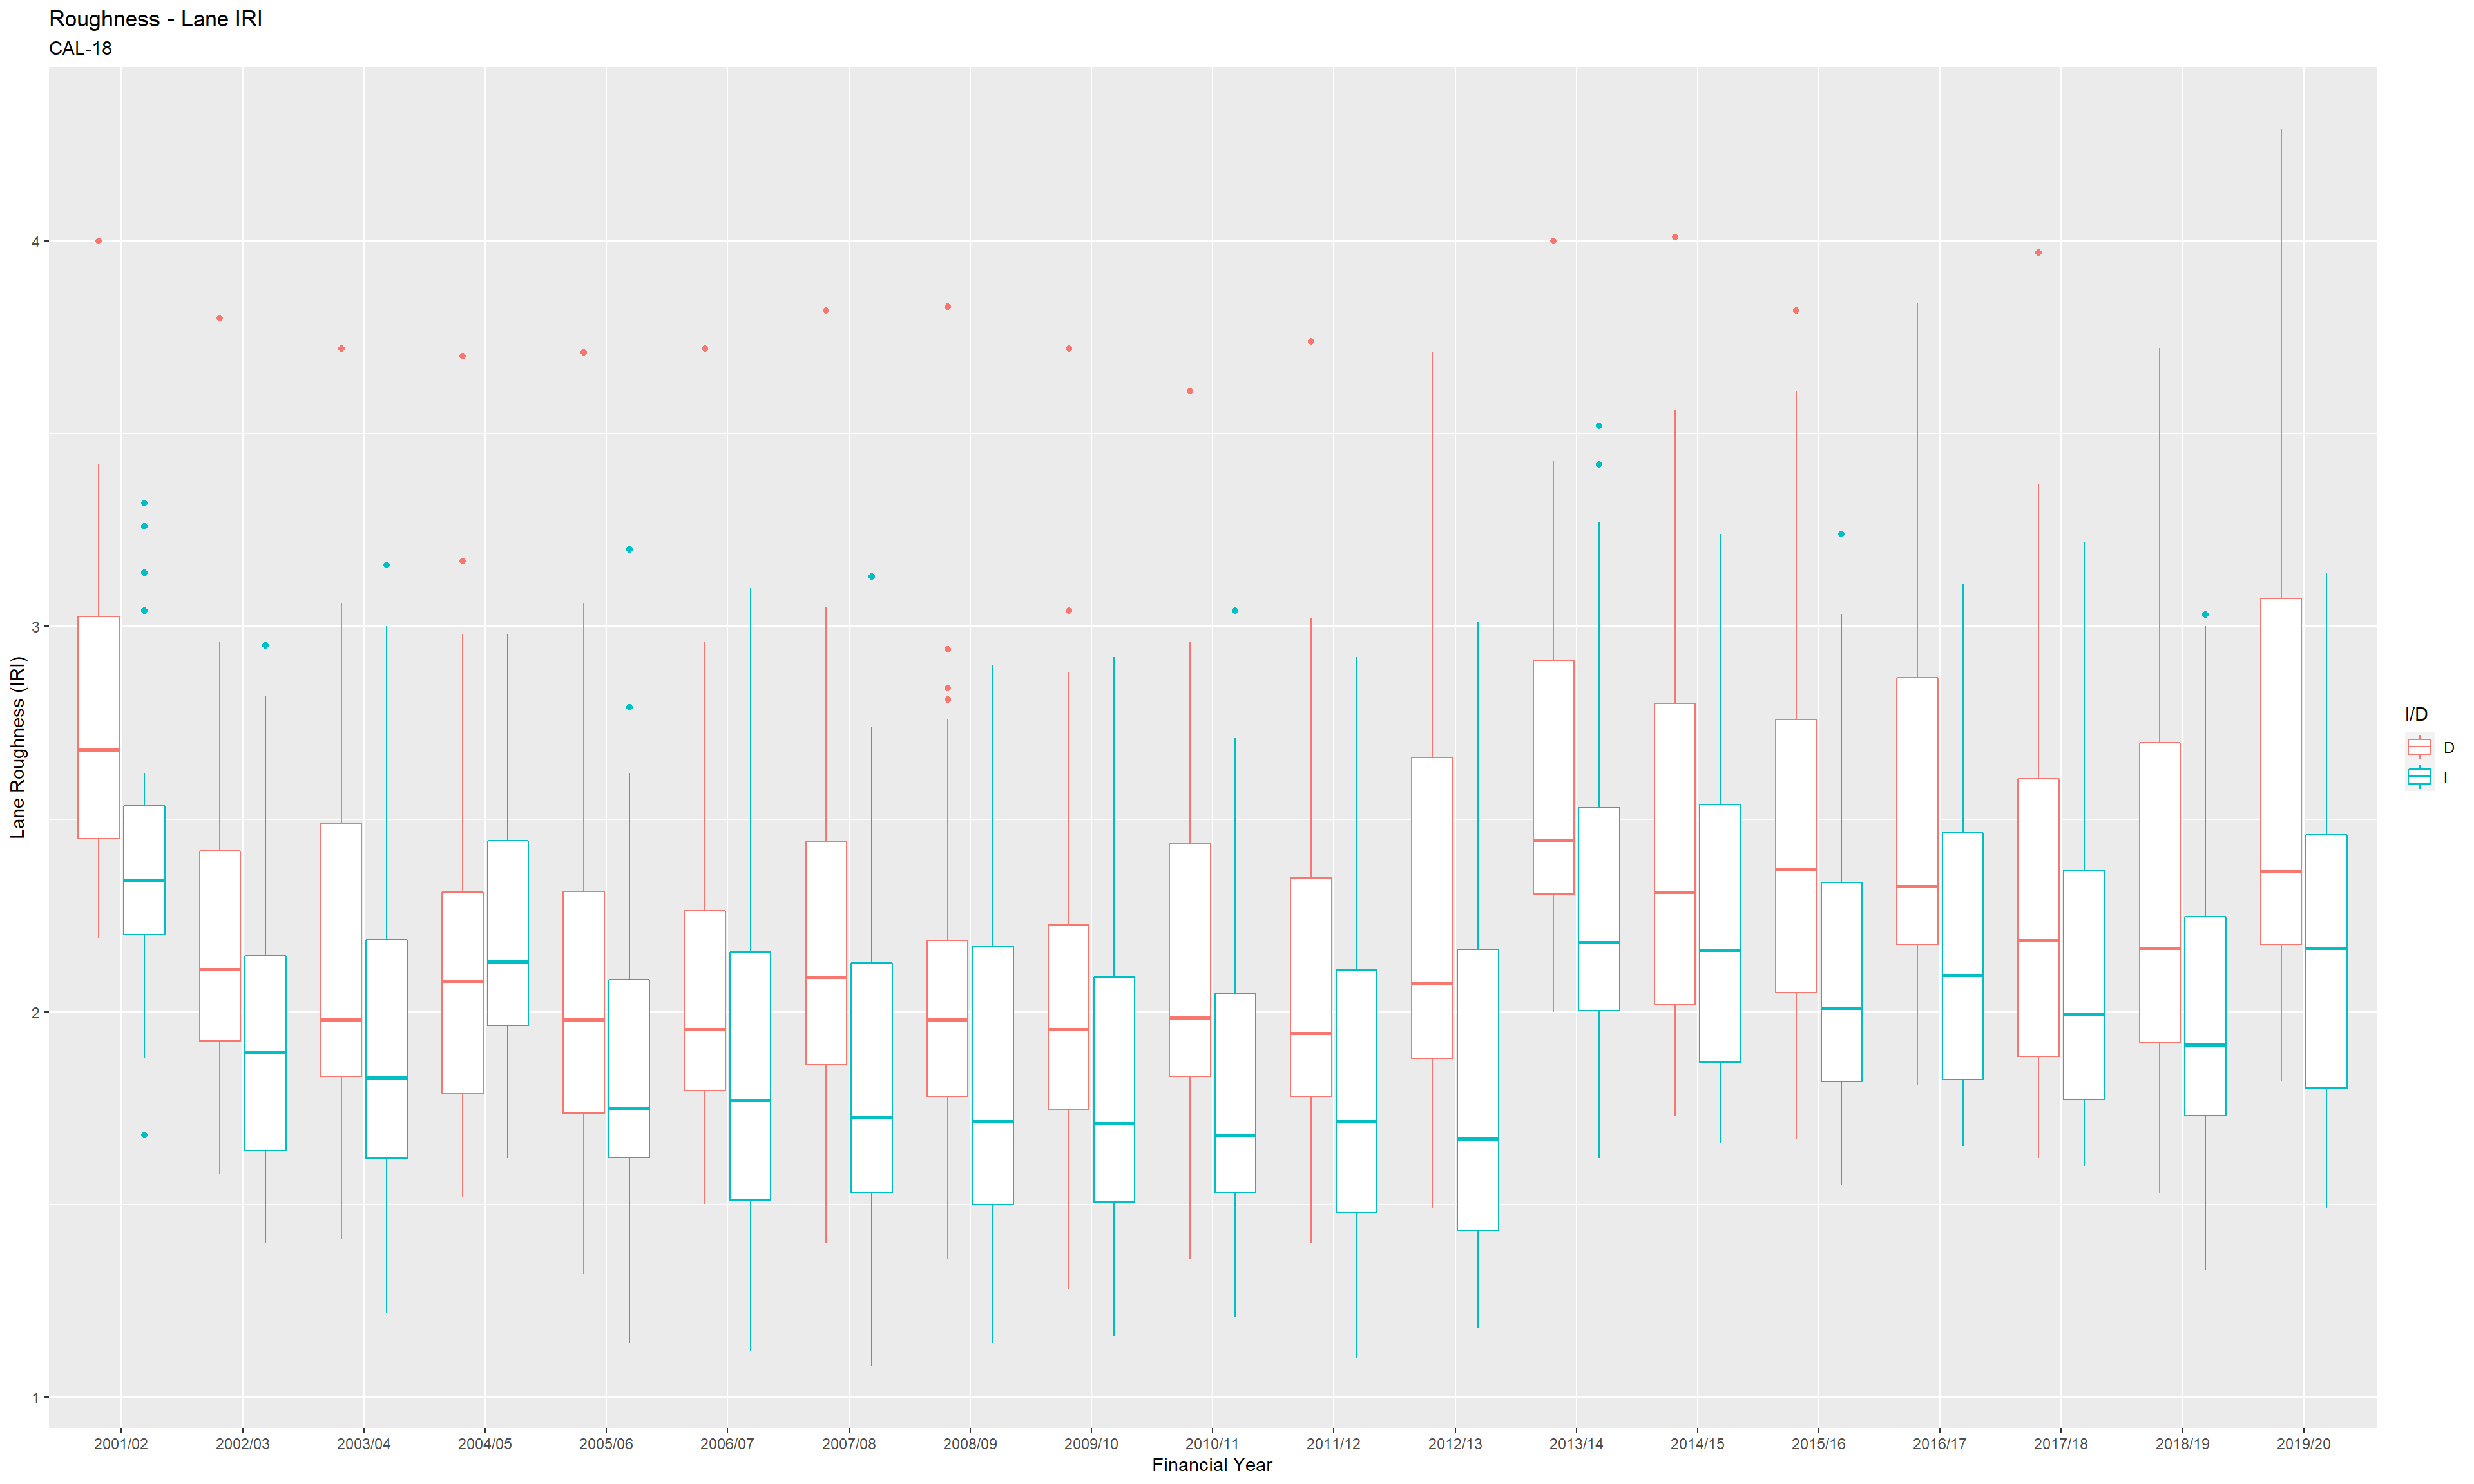 Roughness - Lane IRI
CAL-18
Lane Roughness (IRI)
4
3
2
1
2001/02 2002/03 2003/04 2004/05 2005/06 2006/07 2007/08 2008/09 2009/10 2010/11 2011/12 2012/13 2013/14 2014/15 2015/16 2016/17 2017/18 2018/19 2019/20
Financial Year
I/D
D
I